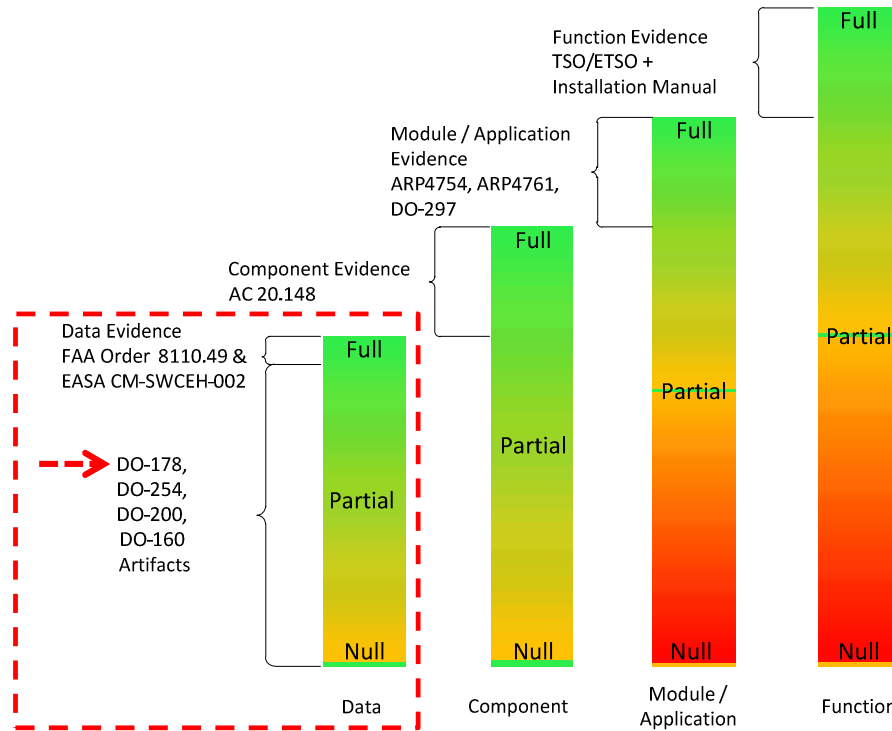 Function Evidence
TSO/ETSO +
Installation Manual
Full
Module / Application
Evidence
ARP4754, ARP4761,
DO-297
Full
Component Evidence
AC 20.148
Full
Data Evidence
FAA Order 8110.49 &
EASA CM-SWCEH-002
Full
DO-178,
DO-254,
DO-200,
DO-160
Artifacts
Partial
Partial
Partial
Partial
Null
Null
Null
Null
Data
Component
Module /
Application
Function